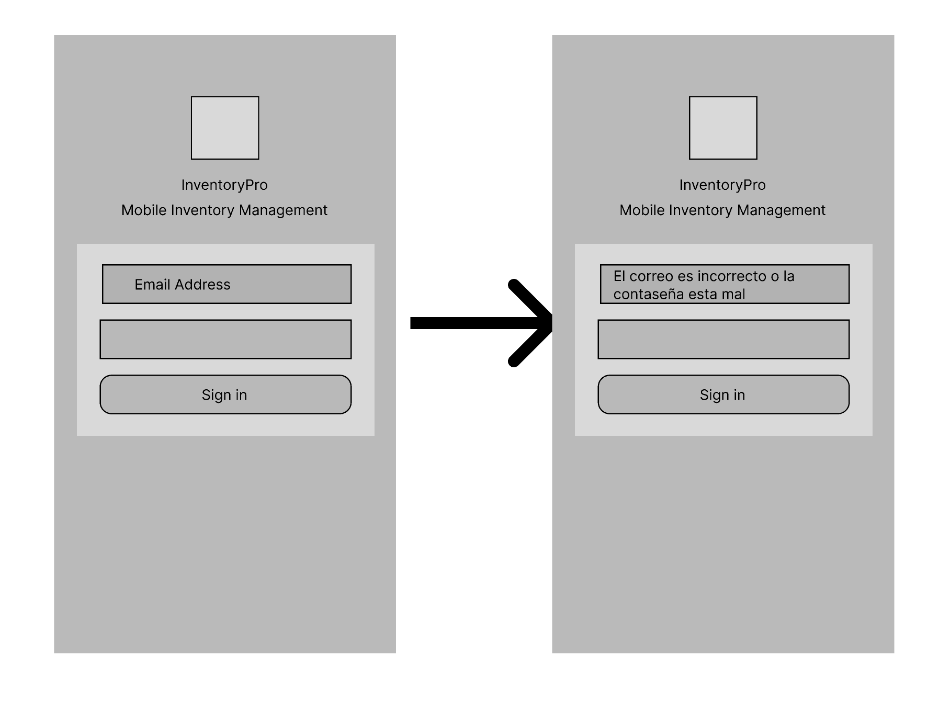 InventoryPro
Mobile Inventory Management
Email Address
Sign in
InventoryPro
Mobile Inventory Management
El correo es incorrecto o la
contaseña esta mal
Sign in